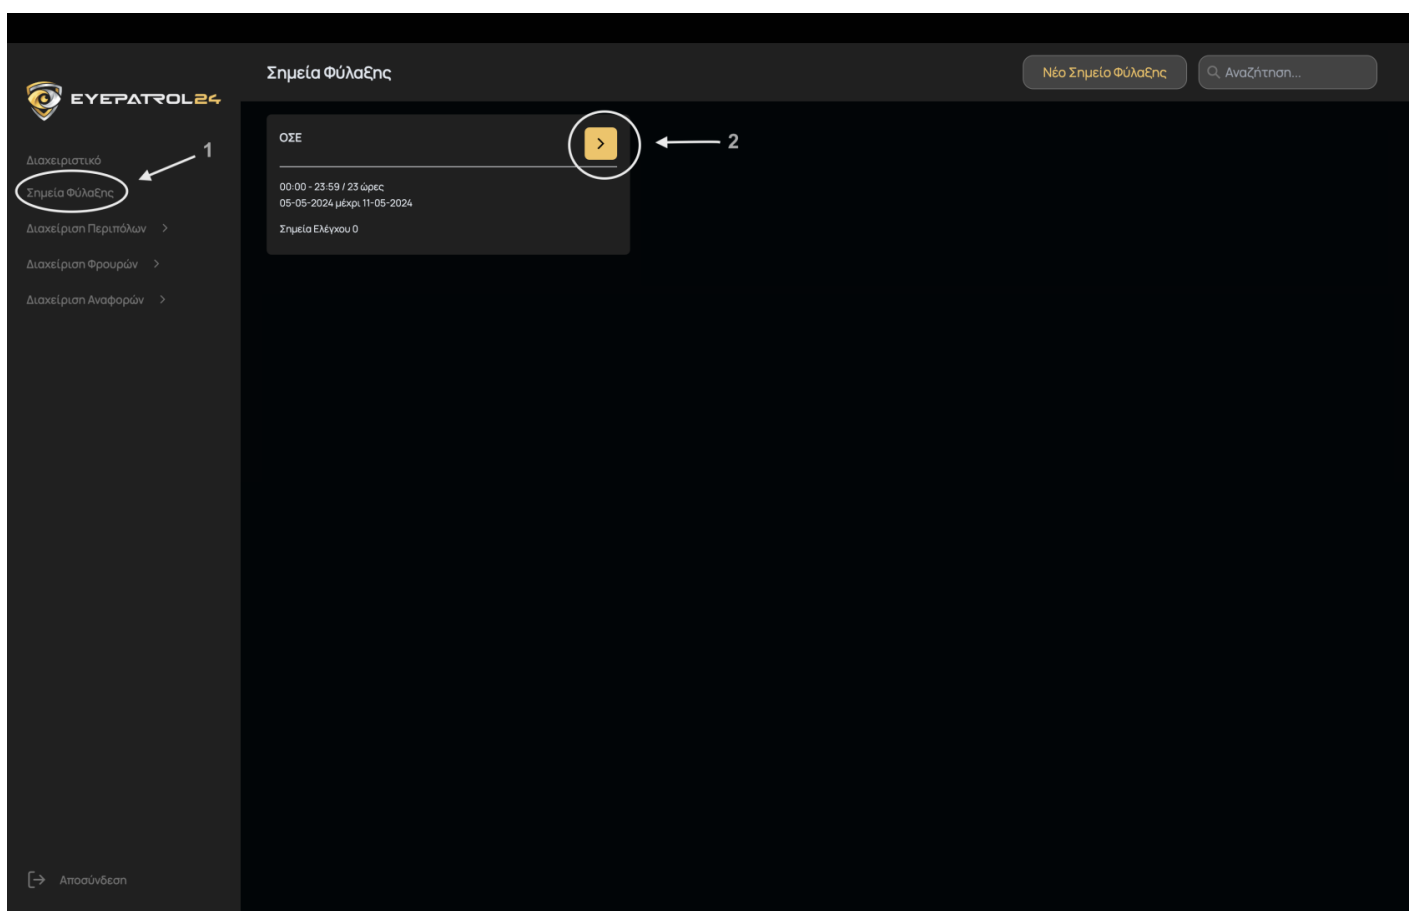 EYEPATROL24
Διαχειριστικό
Σημεία Φύλαξης
Διαχείριση Περιπόλων
Διαχείριση Φρουρών
Διαχείριση Αναφορών
Αποσύνδεση
1
Σημεία Φύλαξης
Νέο Σημείο Φύλαξης
Αναζήτηση...
ΟΣΕ
2
00:00 - 23:59 / 23 ώρες
05-05-2024 μέχρι 11-05-2024
Σημεία Ελέγχου 0